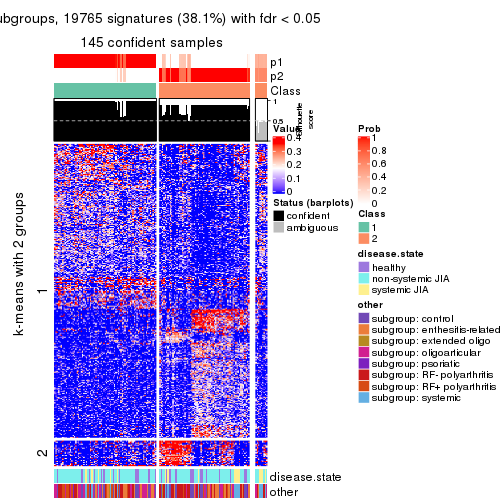 ubgroups, 19765 signatures (38.1%) with fdr < 0.05
145 confident samples
p1
p2
Class
1
0.5
0
silhouette
score
k-means with 2 groups
1
2
disease.state
other
Value
0.4
0.3
0.2
0.1
0
Status (barplots)
confident
ambiguous
Prob
1
0.8
0.6
0.4
0.2
0
Class
1
2
disease.state
healthy
non-systemic JIA
systemic JIA
other
subgroup: control
subgroup: enthesitis-related
subgroup: extended oligo
subgroup: oligoarticular
subgroup: psoriatic
subgroup: RF- polyarthritis
subgroup: RF+ polyarthritis
subgroup: systemic